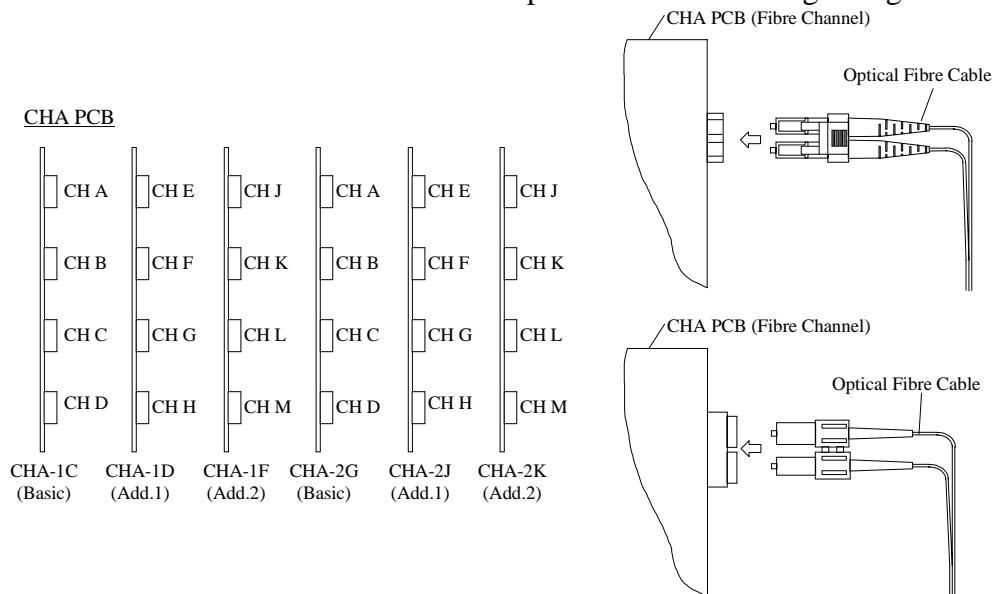 CHA PCB (Fibre Channel)
Optical Fibre Cable
CHA PCB
CH A CH E CH J CH A CH E CH J
CH B CH F CH K CH B CH F CH K
CH C CH G CH L CH C CH G CH L
CH D CH H CH M CH D CH H CH M
CHA-1C CHA-1D CHA-1F CHA-2G CHA-2J CHA-2K
(Basic) (Add.1) (Add.2) (Basic) (Add.1) (Add.2)
CHA PCB (Fibre Channel)
Optical Fibre Cable